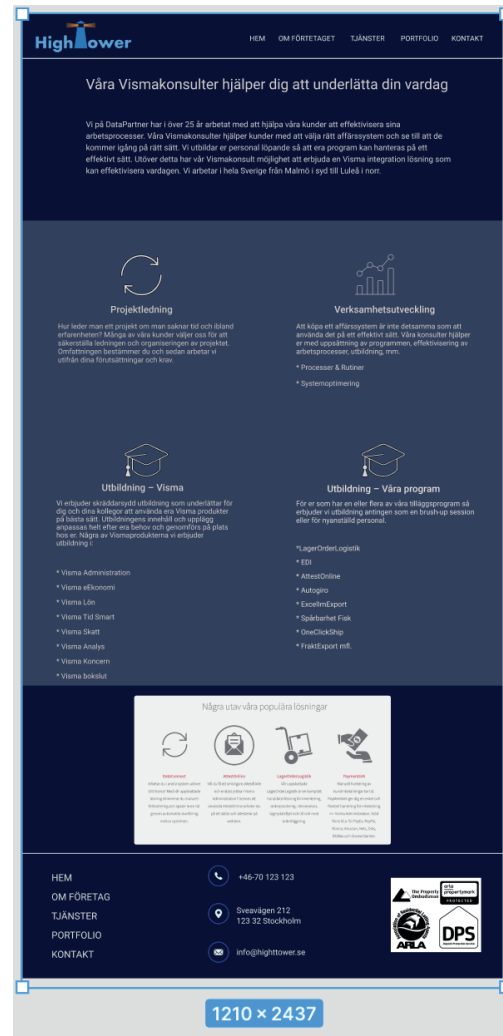 High ower
HEM OM FÖRTETAGET TJÄNSTER PORTFOLIO KONTAKT
Våra Vismakonsulter hjälper dig att underlätta din vardag
Vi på DataPartner har i över 25 år arbetat med att hjälpa våra kunder att effektivisera sina
arbetsprocesser. Våra Vismakonsulter hjälper kunder med att välja rätt affärssystem och se till att de
kommer igång på rätt sätt. Vi utbildar er personal löpande så att era program kan hanteras på ett
effektivt sätt. Utöver detta har vår Vismakonsult möjlighet att erbjuda en Visma integration lösning som
kan effektivisera vardagen. Vi arbetar i hela Sverige från Malmö i syd till Luleå i norr.
Projektledning
Hur leder man ett projekt om man saknar tid och ibland
erfarenheten? Många av våra kunder väljer oss för att
säkerställa ledningen och organiseringen av projektet.
Omfattningen bestämmer du och sedan arbetar vi
utifrån dina förutsättningar och krav.
Verksamhetsutveckling
Att köpa ett affärssystem är inte detsamma som att
använda det på ett effektivt sätt. Våra konsulter hjälper
er med uppsättning av programmen, effektivisering av
arbetsprocesser, utbildning, mm.
* Processer & Rutiner
* Systemoptimering
Utbildning – Visma
Vi erbjuder skräddarsydd utbildning som underlättar för
dig och dina kollegor att använda era Visma produkter
på bästa sätt. Utbildningens innehåll och upplägg
anpassas helt efter era behov och genomförs på plats
hos er. Några av Vismaprodukterna vi erbjuder
utbildning i:
* Visma Administration
* Visma eEkonomi
* Visma Lön
* Visma Tid Smart
* Visma Skatt
* Visma Analys
* Visma Koncern
* Visma bokslut
Utbildning – Våra program
För er som har en eller flera av våra tilläggsprogram så
erbjuder vi utbildning antingen som en brush-up session
eller för nyanställd personal.
*LagerOrderLogistik
* EDI
* AttestOnline
* Autogiro
* ExcelImExport
* Spårbarhet Fisk
* OneClickShip
* FraktExport mfl.
Några utav våra populära lösningar
HEM
OM FÖRETAG
TJÄNSTER
PORTFOLIO
KONTAKT
+46-70 123 123
Sveavägen 212
123 32 Stockholm
info@highttower.se
The Property
Ombudsman
arla
propertymark
PROTECTED
ARLA
DPS
1210 × 2437